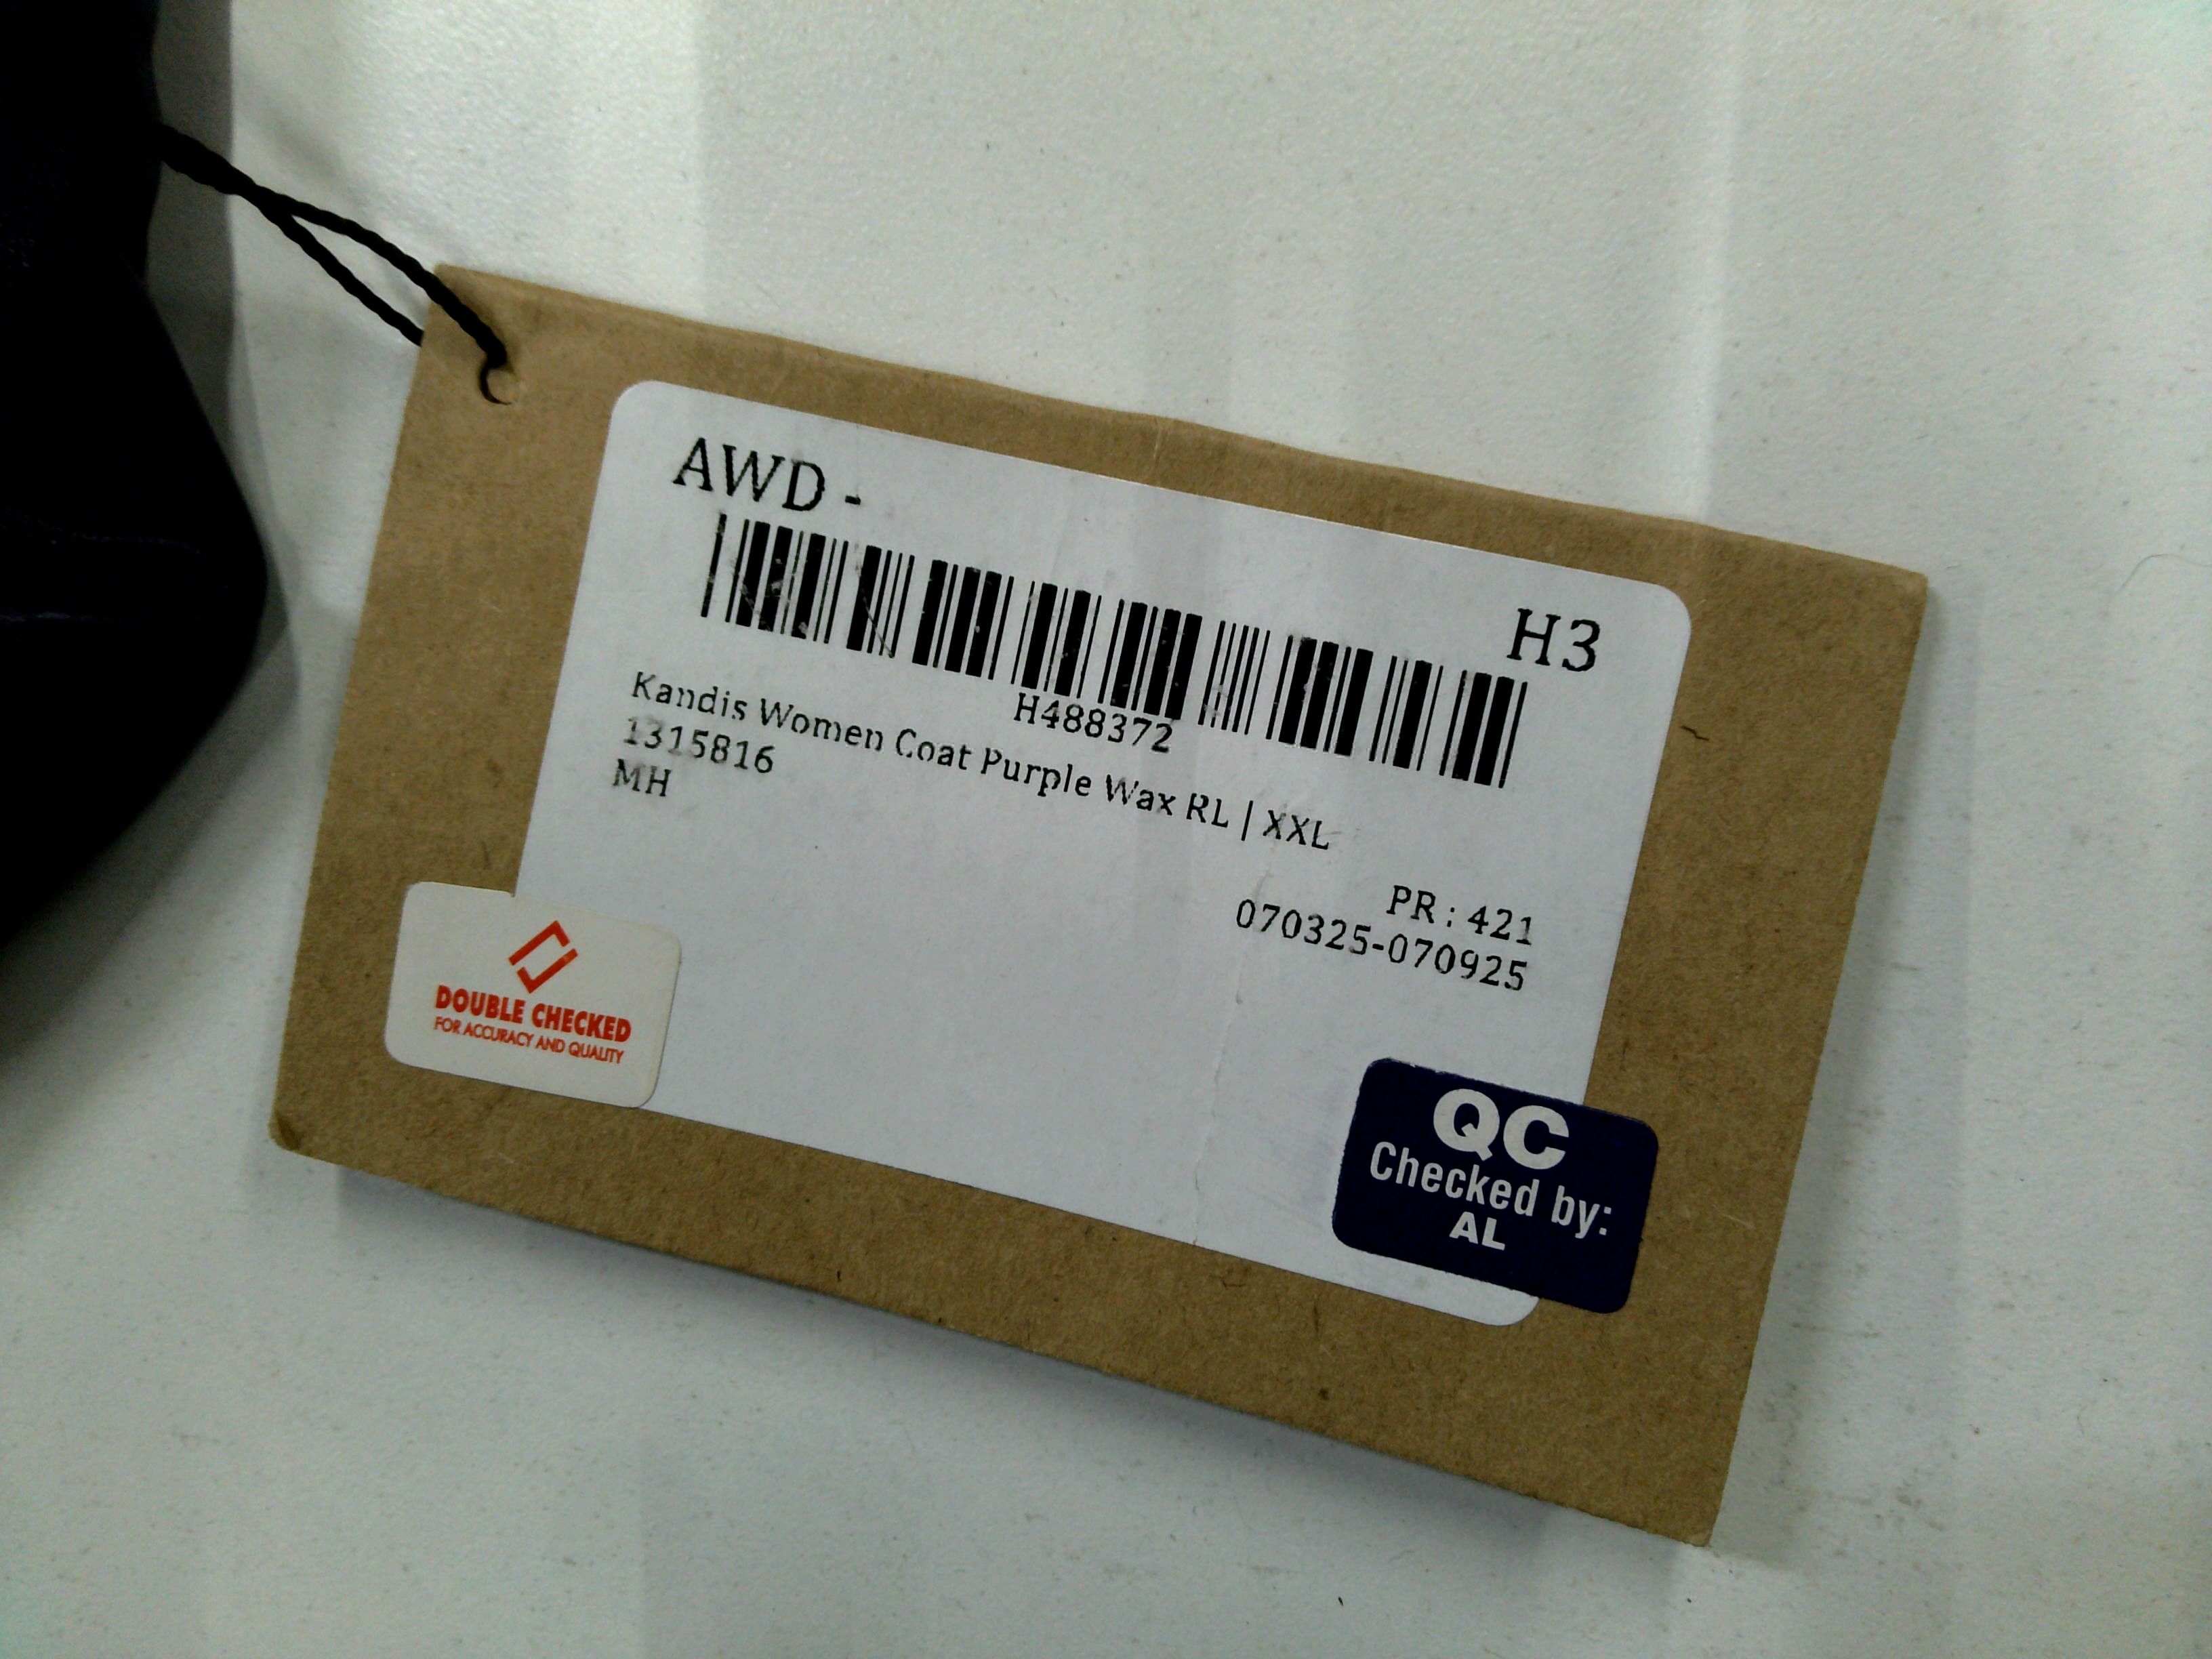 AWD -
H3
H488372
Kandis Women Coat Purple Wax RL | XXL
1315816
MH
PR : 421
070325-070925
DOUBLE CHECKED
FOR ACCURACY AND QUALITY
QC
Checked by:
AL